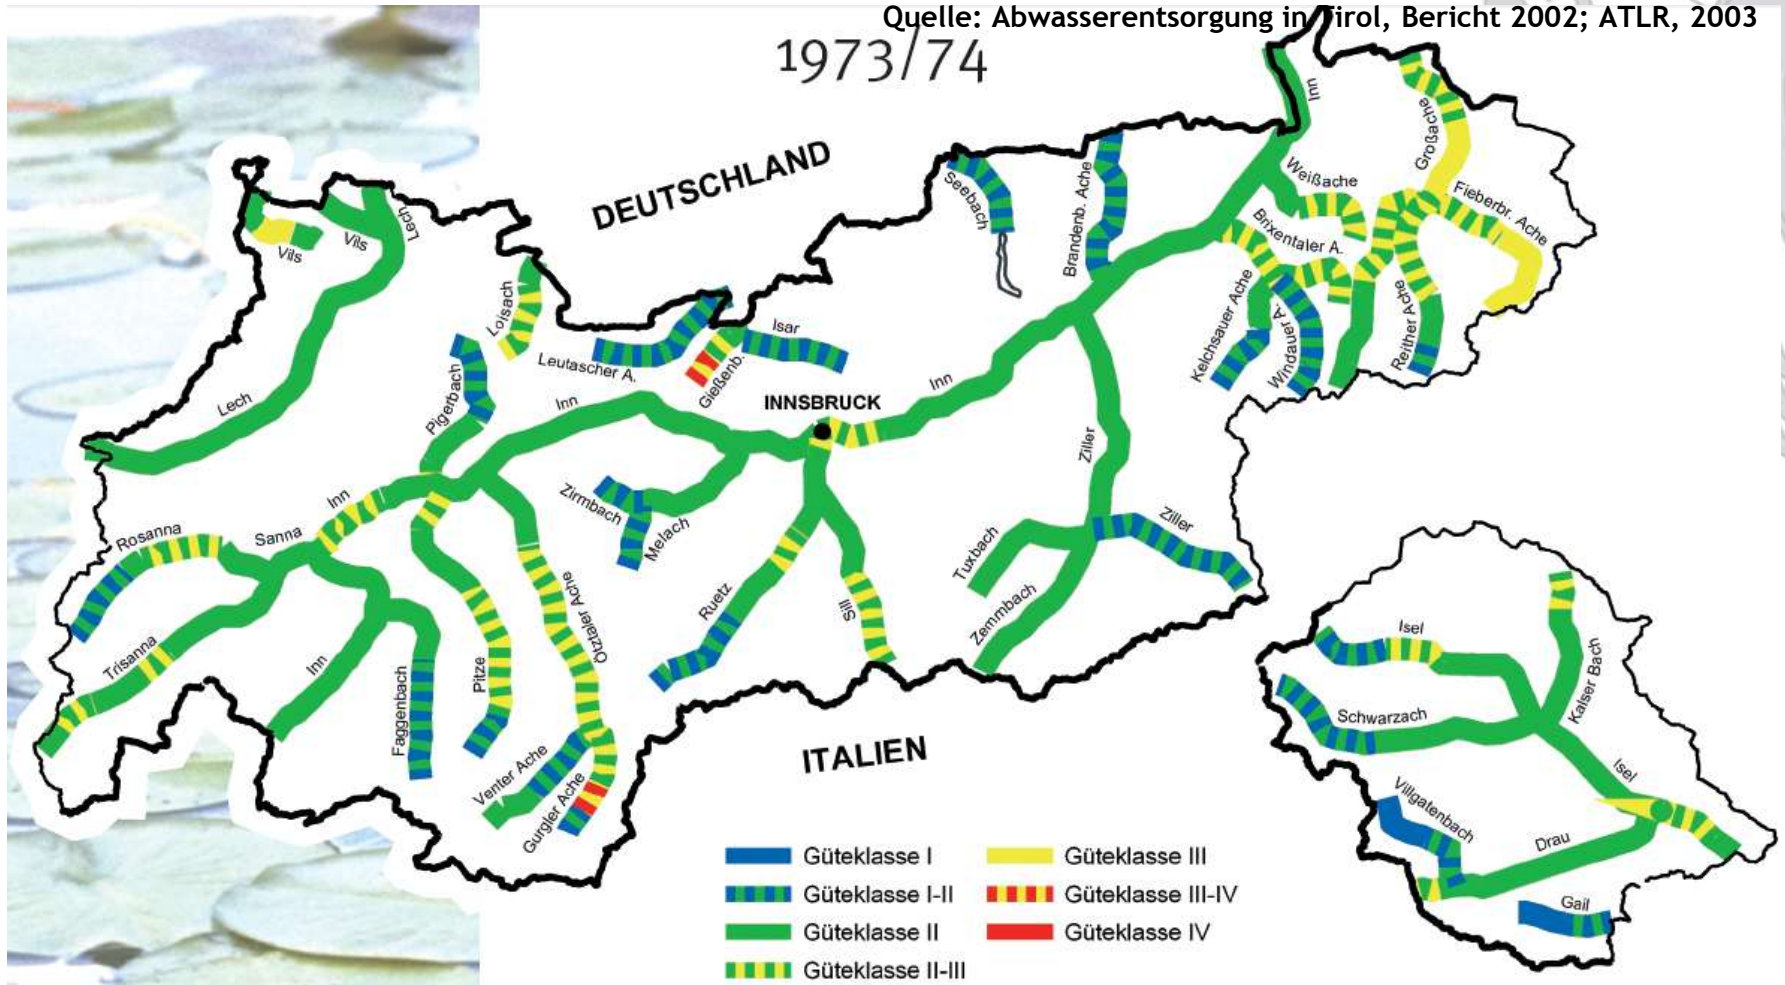 Quelle: Abwasserentsorgung in Tirol, Bericht 2002; ATLR, 2003
1973/74
DEUTSCHLAND
Inn
Großache
Weißache
Fieberbr. Ache
Seebach
Brandenb. Ache
Brixentaler A.
Lech
Vils
Vils
Loisach
Isar
Leutascher A.
Gießenb.
Kelchsauer Ache
Windauer A.
Reither Ache
Lech
Pigerbach
Inn
INNSBRUCK
Inn
Ziller
Inn
Zirmbach
Melach
Rosanna
Sanna
Tuxbach
Ziller
Zemmbach
Ruetz
Sill
Ötztaler Ache
Trisanna
Inn
Faggenbach
Pitze
Venter Ache
Gurgler Ache
ITALIEN
Isel
Kalser Bach
Schwarzach
Isel
Villgatenbach
Drau
Gail
Güteklasse I
Güteklasse I-II
Güteklasse II
Güteklasse II-III
Güteklasse III
Güteklasse III-IV
Güteklasse IV